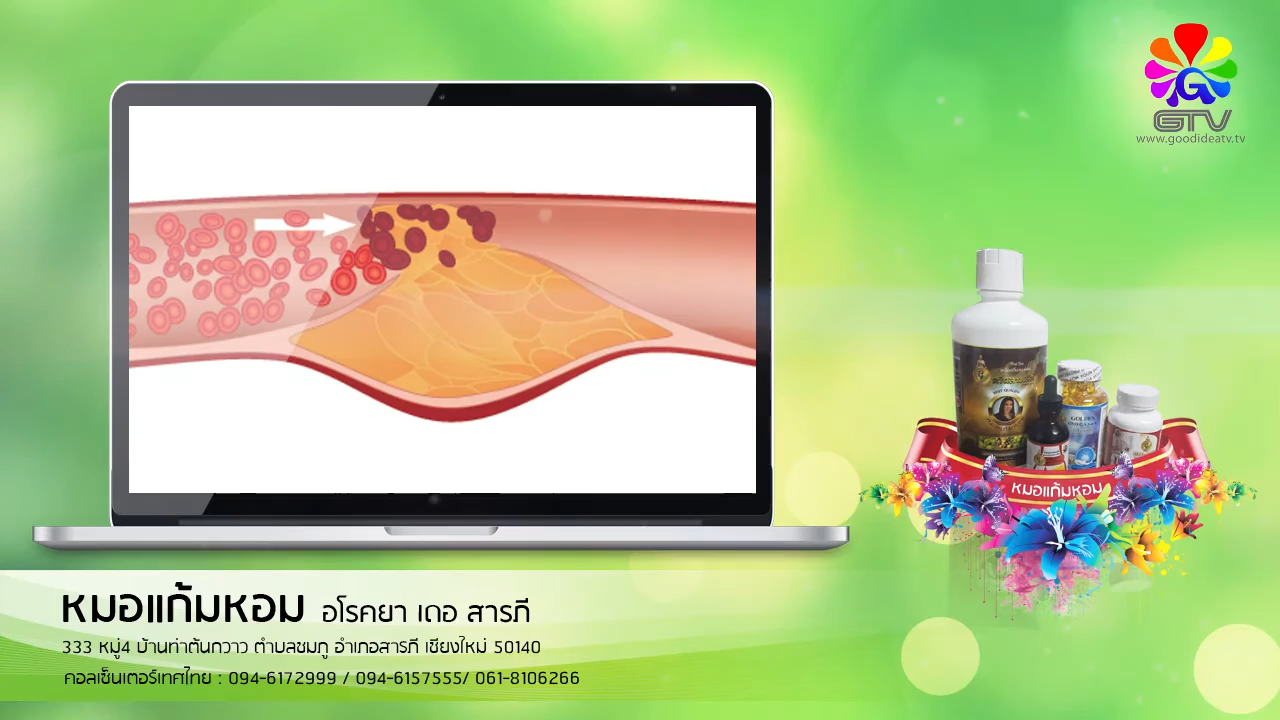 GTV
www.goodideatv.tv
GOLDEN
หมอแก้มหอม
หมอแก้มหอม อโรคยา เดอ สารภี
333 หมู่4 บ้านท่าต้นกวาว ตำบลชมภู อำเภอสารภี เชียงใหม่ 50140
คอลเซ็นเตอร์เทศไทย : 094-6172999 / 094-6157555/ 061-8106266